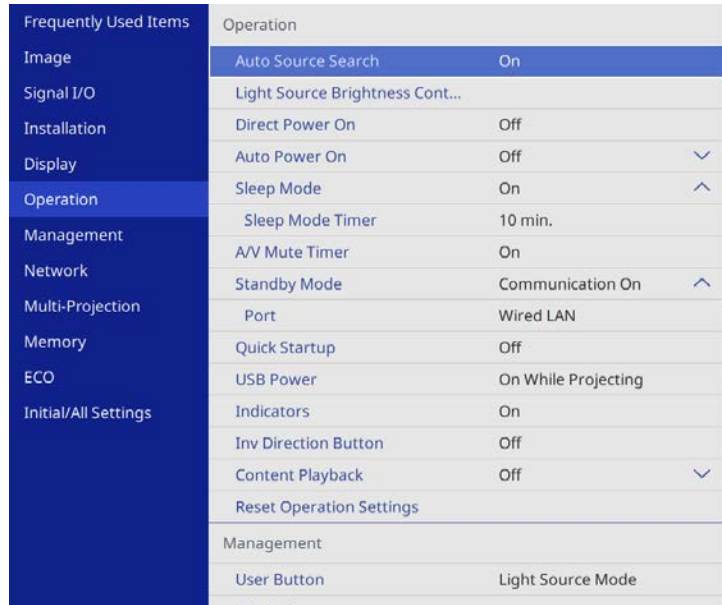 Frequently Used Items
Image
Signal I/O
Installation
Display
Operation
Management
Network
Multi-Projection
Memory
ECO
Initial/All Settings
Operation
Auto Source Search On
Light Source Brightness Cont...
Direct Power On Off
Auto Power On Off
Sleep Mode On
Sleep Mode Timer 10 min.
A/V Mute Timer On
Standby Mode Communication On
Port Wired LAN
Quick Startup Off
USB Power On While Projecting
Indicators On
Inv Direction Button Off
Content Playback Off
Reset Operation Settings
Management
User Button Light Source Mode